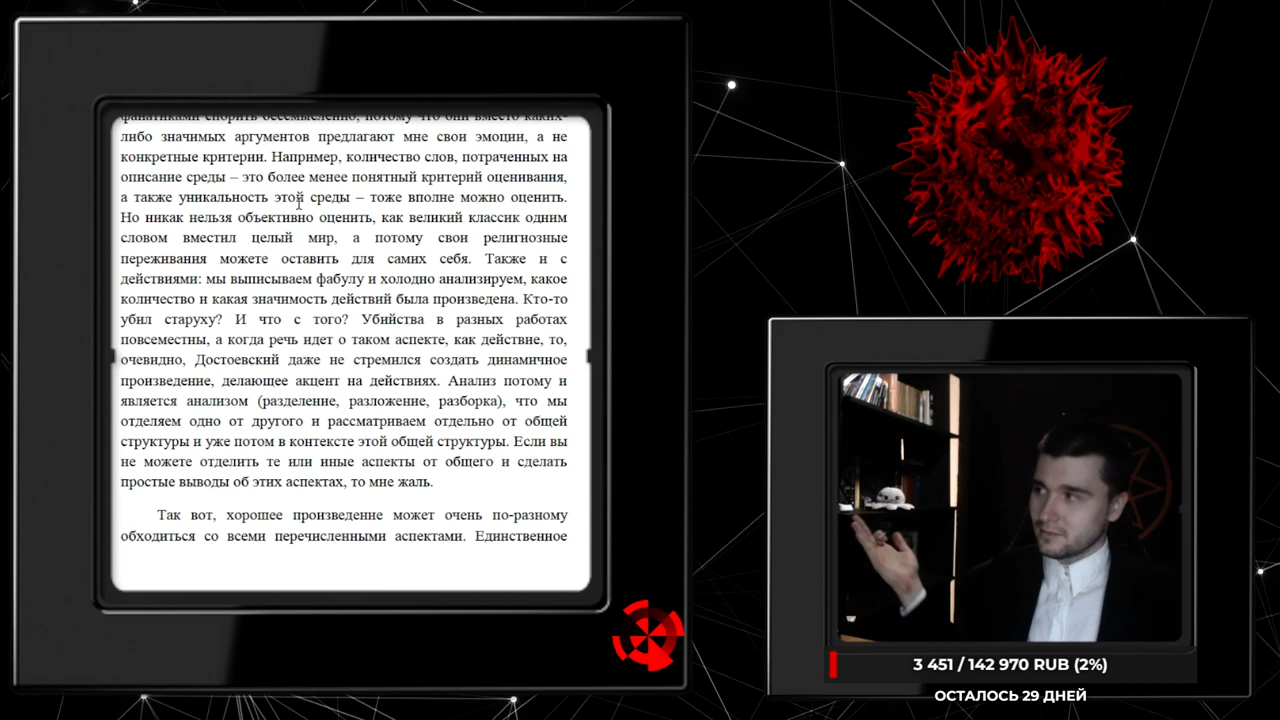 фанатиками спорить бессмысленно, потому что они вместо каких-
либо значимых аргументов предлагают мне свои эмоции, а не
конкретные критерии. Например, количество слов, потраченных на
описание среды – это более менее понятный критерий оценивания,
а также уникальность этой среды – тоже вполне можно оценить.
Но никак нельзя объективно оценить, как великий классик одним
словом вместил целый мир, а потому свои религиозные
переживания можете оставить для самих себя. Также и с
действиями: мы выписываем фабулу и холодно анализируем, какое
количество и какая значимость действий была произведена. Кто-то
убил старуху? И что с того? Убийства в разных работах
повсеместны, а когда речь идет о таком аспекте, как действие, то,
очевидно, Достоевский даже не стремился создать динамичное
произведение, делающее акцент на действиях. Анализ потому и
является анализом (разделение, разложение, разборка), что мы
отделяем одно от другого и рассматриваем отдельно от общей
структуры и уже потом в контексте этой общей структуры. Если вы
не можете отделить те или иные аспекты от общего и сделать
простые выводы об этих аспектах, то мне жаль.
Так вот, хорошее произведение может очень по-разному
обходиться со всеми перечисленными аспектами. Единственное
3 451 / 142 970 RUB (2%)
ОСТАЛОСЬ 29 ДНЕЙ